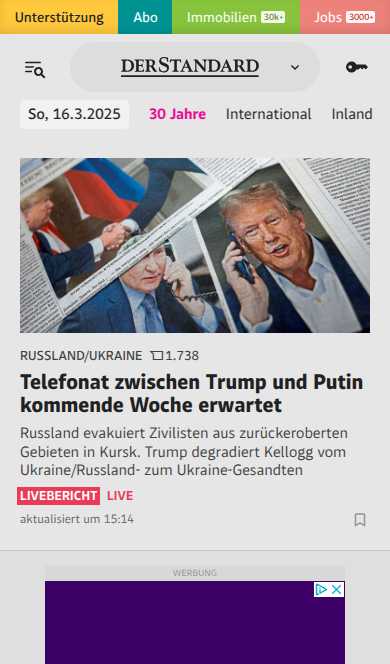 Unterstützung Abo Immobilien 30k+ Jobs 3000+
DERSTANDARD
So, 16.3.2025 30 Jahre International Inland
RUSSLAND/UKRAINE 1.738
Telefonat zwischen Trump und Putin
kommende Woche erwartet
Russland evakuiert Zivilisten aus zurückeroberten
Gebieten in Kursk. Trump degradiert Kellogg vom
Ukraine/Russland- zum Ukraine-Gesandten
LIVEBERICHT LIVE
aktualisiert um 15:14
WERBUNG